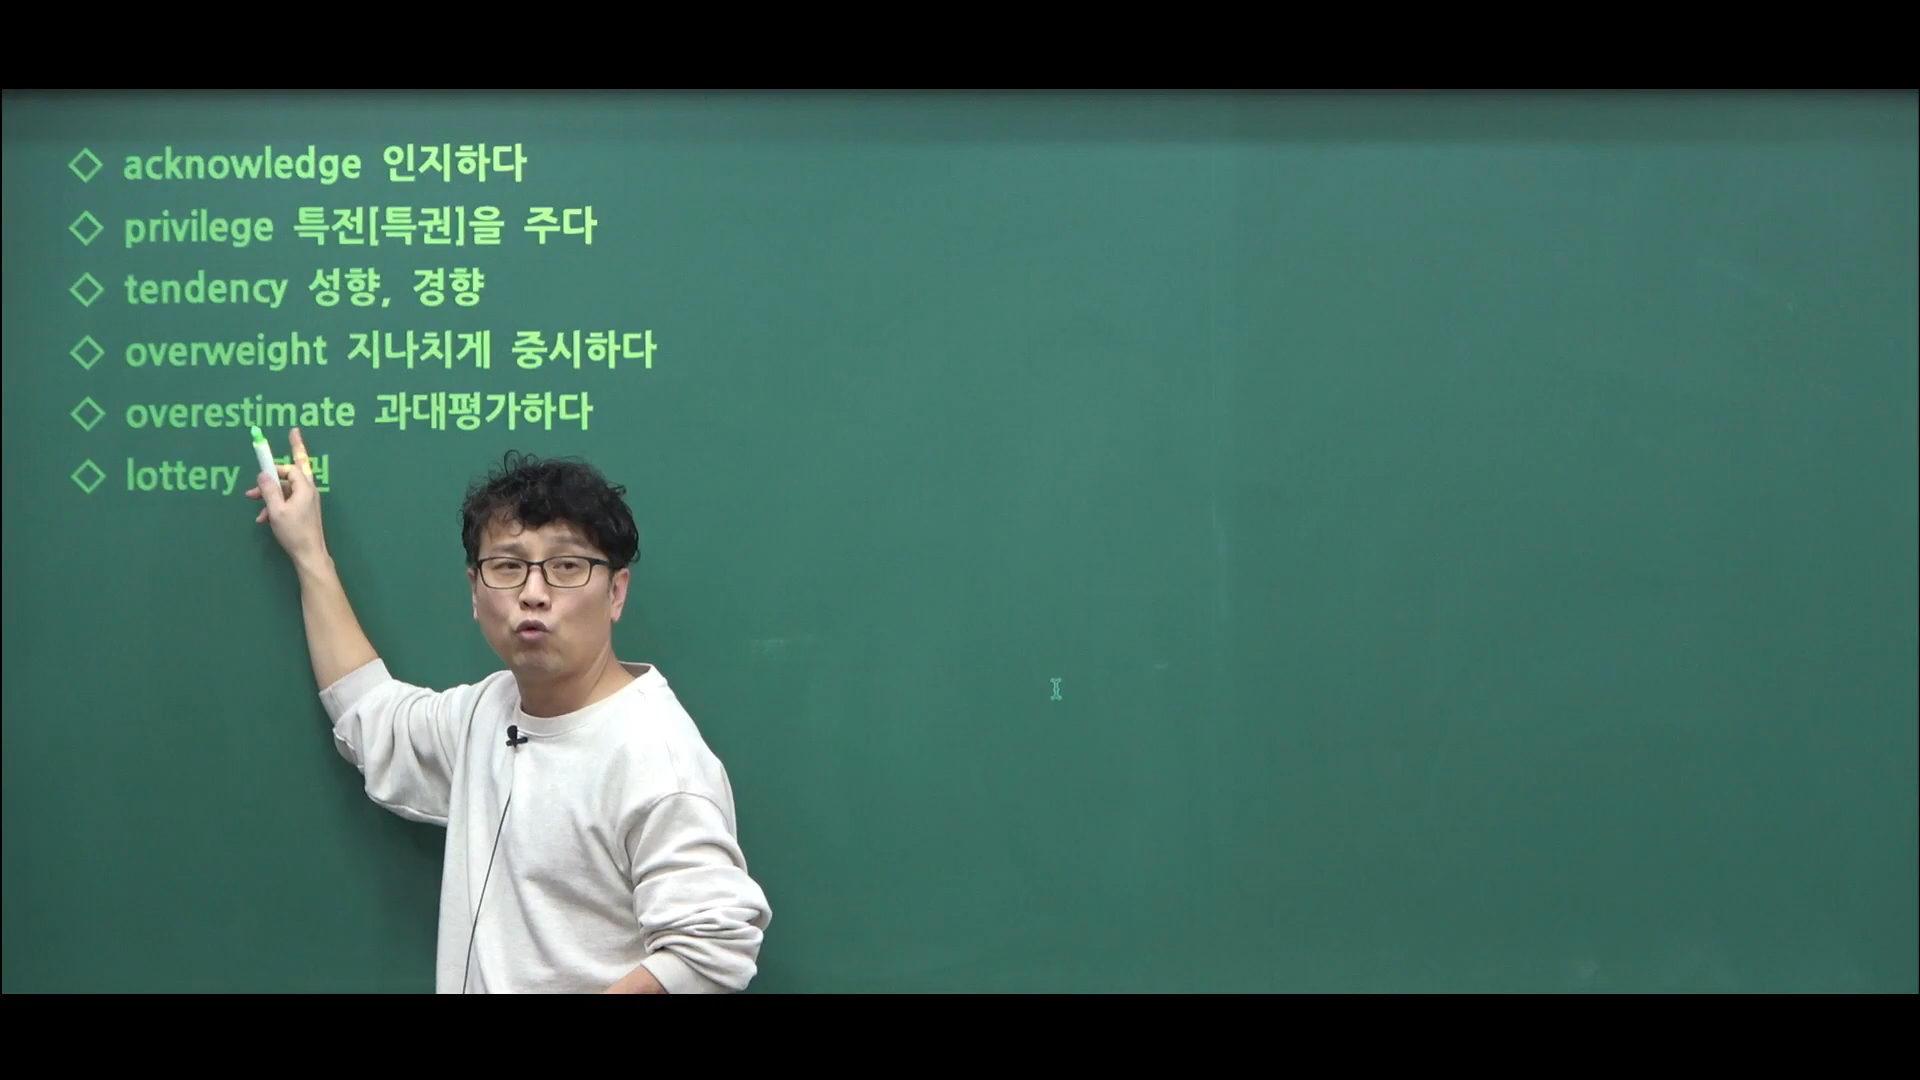 ◇ acknowledge 인지하다
◇ privilege 특전[특권]을 주다
◇ tendency 성향, 경향
◇ overweight 지나치게 중시하다
◇ overestimate 과대평가하다
◇ lottery